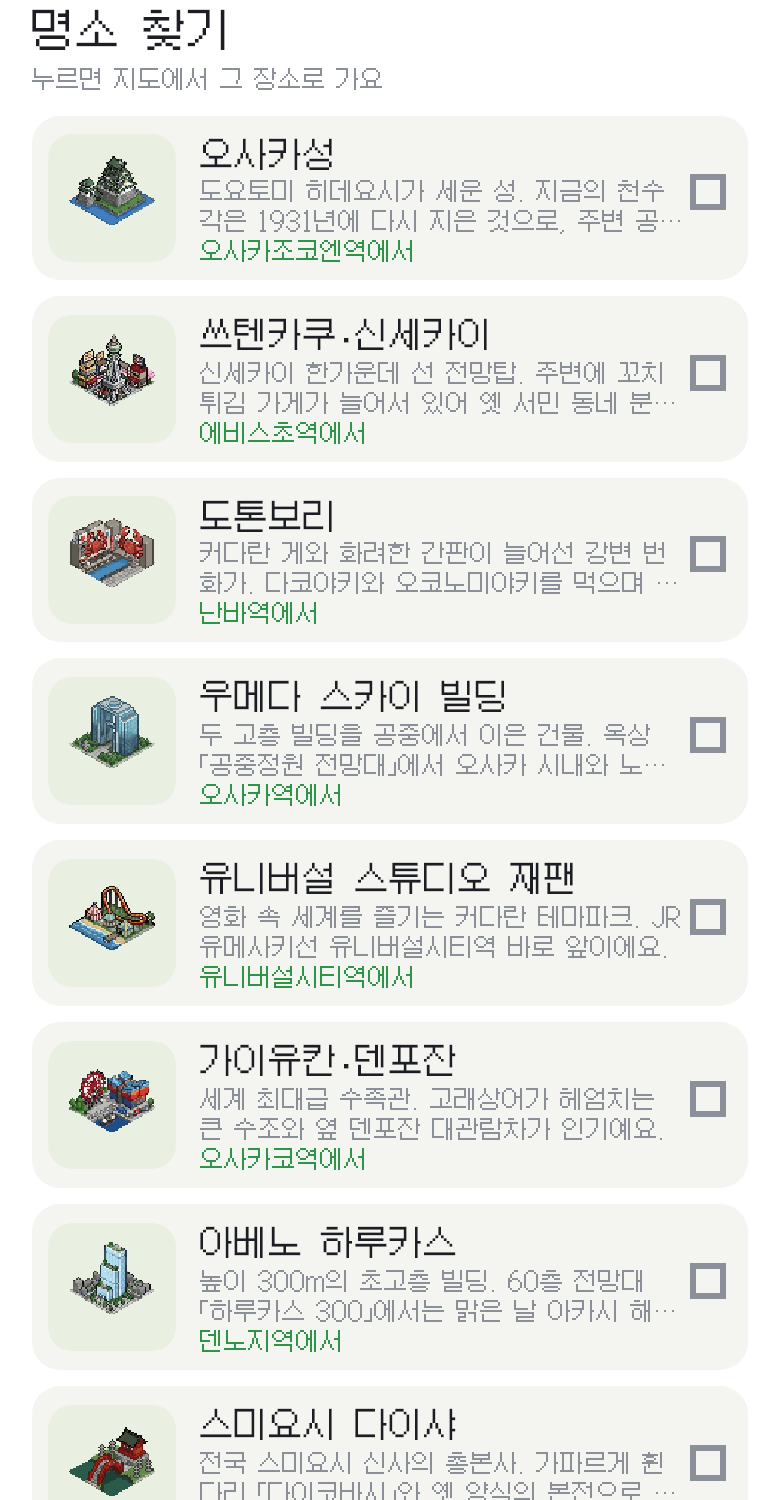 명소 찾기
누르면 지도에서 그 장소로 가요
오사카성
도요토미 히데요시가 세운 성. 지금의 천수
각은 1931년에 다시 지은 것으로, 주변 공…
오사카조코엔역에서
쓰텐카쿠·신세카이
신세카이 한가운데 선 전망탑. 주변에 꼬치
튀김 가게가 늘어서 있어 옛 서민 동네 분…
에비스초역에서
도톤보리
커다란 게와 화려한 간판이 늘어선 강변 번
화가. 다코야키와 오코노미야키를 먹으며 …
난바역에서
우메다 스카이 빌딩
두 고층 빌딩을 공중에서 이은 건물. 옥상
「공중정원 전망대」에서 오사카 시내와 노…
오사카역에서
유니버설 스튜디오 재팬
영화 속 세계를 즐기는 커다란 테마파크. JR
유메사키선 유니버설시티역 바로 앞이에요.
유니버설시티역에서
가이유칸·덴포잔
세계 최대급 수족관. 고래상어가 헤엄치는
큰 수조와 옆 덴포잔 대관람차가 인기예요.
오사카코역에서
아베노 하루카스
높이 300m의 초고층 빌딩. 60층 전망대
「하루카스 300」에서는 맑은 날 아카시 해…
덴노지역에서
스미요시 다이샤
전국 스미요시 신사의 총본사. 가파르게 휜
다리 「다이코바시」와 옛 양식의 본전으로 …